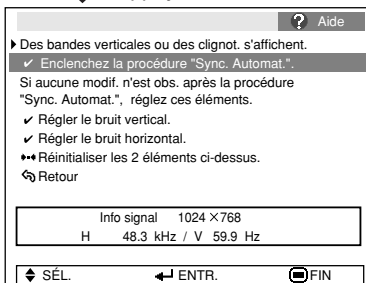 ? Aide
Des bandes verticales ou des clignot. s'affichent.
✔ Enclenchez la procédure "Sync. Automat.".
Si aucune modif. n'est obs. après la procédure
"Sync. Automat.", réglez ces éléments.
✔ Régler le bruit vertical.
✔ Régler le bruit horizontal.
Réinitialiser les 2 éléments ci-dessus.
Retour
Info signal 1024 ×768
H 48.3 kHz / V 59.9 Hz
SÉL. ENTR. FIN